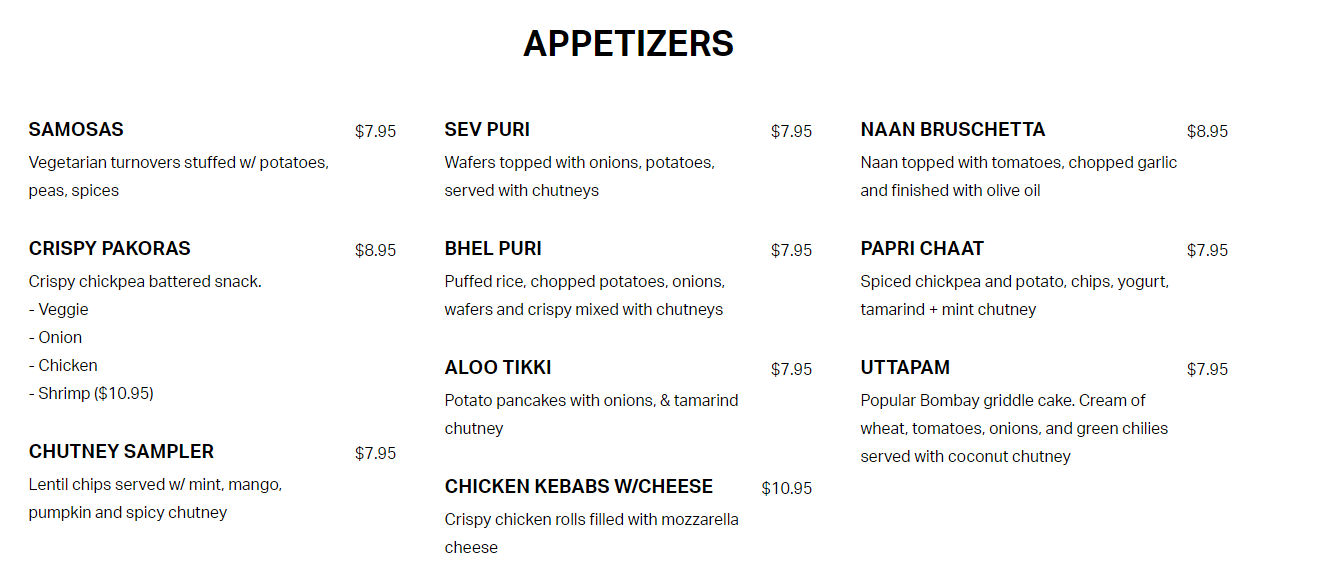 APPETIZERS
SAMOSAS $7.95
Vegetarian turnovers stuffed w/ potatoes,
peas, spices
CRISPY PAKORAS $8.95
Crispy chickpea battered snack.
- Veggie
- Onion
- Chicken
- Shrimp ($10.95)
CHUTNEY SAMPLER $7.95
Lentil chips served w/ mint, mango,
pumpkin and spicy chutney
SEV PURI $7.95
Wafers topped with onions, potatoes,
served with chutneys
BHEL PURI $7.95
Puffed rice, chopped potatoes, onions,
wafers and crispy mixed with chutneys
ALOO TIKKI $7.95
Potato pancakes with onions, & tamarind
chutney
CHICKEN KEBABS W/CHEESE $10.95
Crispy chicken rolls filled with mozzarella
cheese
NAAN BRUSCHETTA $8.95
Naan topped with tomatoes, chopped garlic
and finished with olive oil
PAPRI CHAAT $7.95
Spiced chickpea and potato, chips, yogurt,
tamarind + mint chutney
UTTAPAM $7.95
Popular Bombay griddle cake. Cream of
wheat, tomatoes, onions, and green chilies
served with coconut chutney